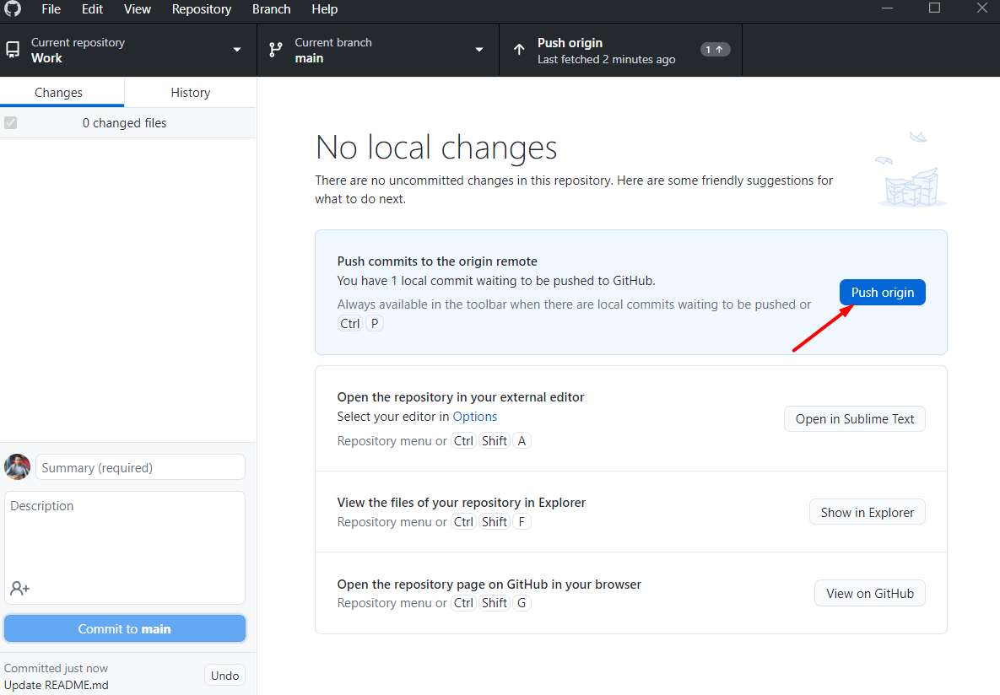 File Edit View Repository Branch Help
Current repository
Work
Current branch
main
Push origin
Last fetched 2 minutes ago
1
Changes
History
0 changed files
No local changes
There are no uncommitted changes in this repository. Here are some friendly suggestions for
what to do next.
Push commits to the origin remote
You have 1 local commit waiting to be pushed to GitHub.
Always available in the toolbar when there are local commits waiting to be pushed or
Ctrl P
Push origin
Open the repository in your external editor
Select your editor in Options
Repository menu or Ctrl Shift A
Open in Sublime Text
View the files of your repository in Explorer
Repository menu or Ctrl Shift F
Show in Explorer
Open the repository page on GitHub in your browser
Repository menu or Ctrl Shift G
View on GitHub
Summary (required)
Description
Commit to main
Committed just now
Update README.md
Undo